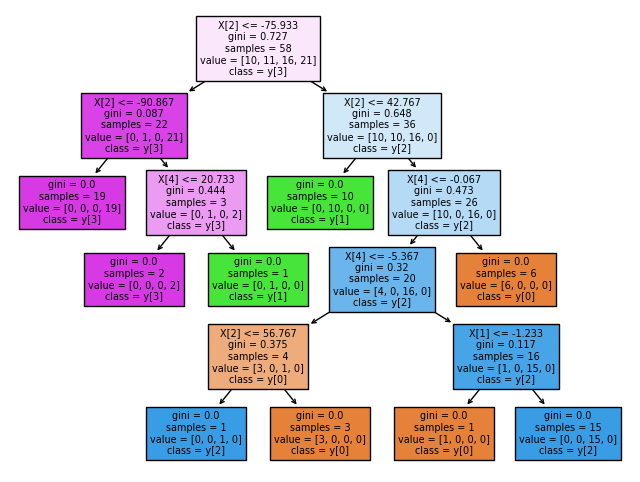 X[2] <= -75.933
gini = 0.727
samples = 58
value = [10, 11, 16, 21]
class = y[3]
X[2] <= -90.867
gini = 0.087
samples = 22
value = [0, 1, 0, 21]
class = y[3]
X[2] <= 42.767
gini = 0.648
samples = 36
value = [10, 10, 16, 0]
class = y[2]
gini = 0.0
samples = 19
value = [0, 0, 0, 19]
class = y[3]
X[4] <= 20.733
gini = 0.444
samples = 3
value = [0, 1, 0, 2]
class = y[3]
gini = 0.0
samples = 10
value = [0, 10, 0, 0]
class = y[1]
X[4] <= -0.067
gini = 0.473
samples = 26
value = [10, 0, 16, 0]
class = y[2]
gini = 0.0
samples = 2
value = [0, 0, 0, 2]
class = y[3]
gini = 0.0
samples = 1
value = [0, 1, 0, 0]
class = y[1]
X[4] <= -5.367
gini = 0.32
samples = 20
value = [4, 0, 16, 0]
class = y[2]
gini = 0.0
samples = 6
value = [6, 0, 0, 0]
class = y[0]
X[2] <= 56.767
gini = 0.375
samples = 4
value = [3, 0, 1, 0]
class = y[0]
X[1] <= -1.233
gini = 0.117
samples = 16
value = [1, 0, 15, 0]
class = y[2]
gini = 0.0
samples = 1
value = [0, 0, 1, 0]
class = y[2]
gini = 0.0
samples = 3
value = [3, 0, 0, 0]
class = y[0]
gini = 0.0
samples = 1
value = [1, 0, 0, 0]
class = y[0]
gini = 0.0
samples = 15
value = [0, 0, 15, 0]
class = y[2]